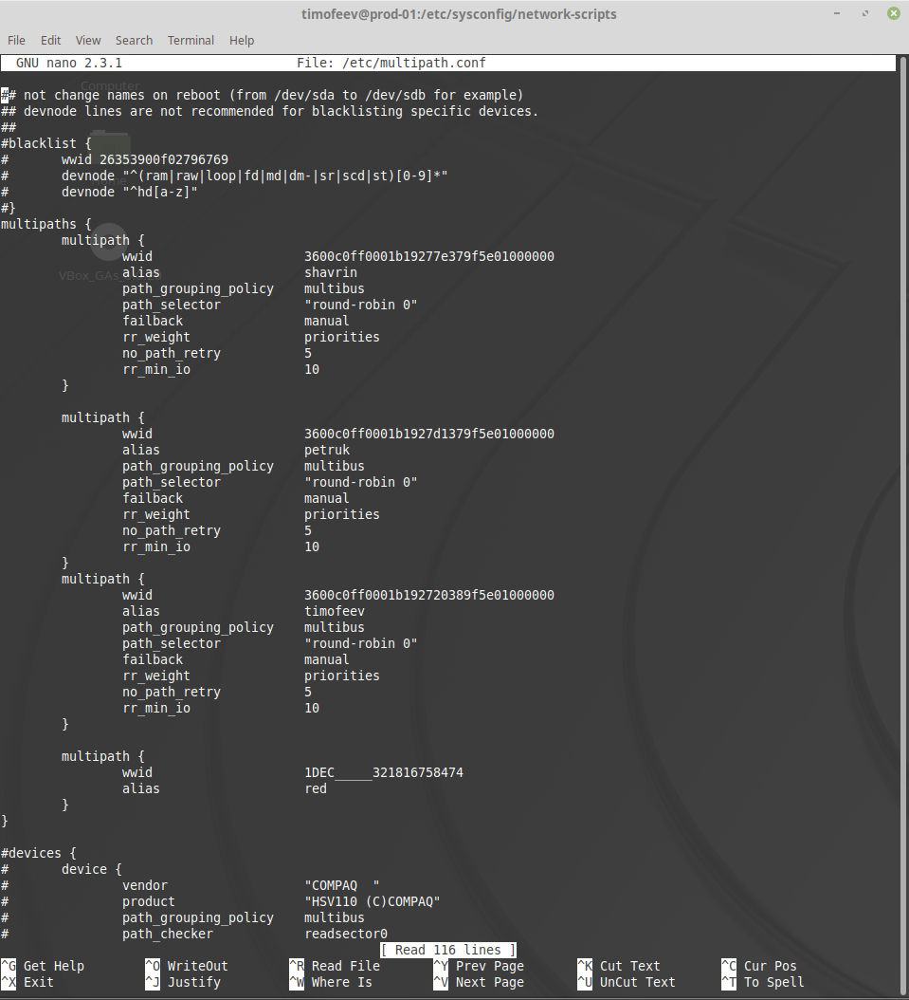 timofeev@prod-01:/etc/sysconfig/network-scripts
File Edit View Search Terminal Help
GNU nano 2.3.1 File: /etc/multipath.conf
Computer
## not change names on reboot (from /dev/sda to /dev/sdb for example)
## devnode lines are not recommended for blacklisting specific devices.
##
#blacklist {
# wwid 26353900f02796769
# devnode "^(ram|raw|loop|fd|md|dm-|sr|scd|st)[0-9]*"
Home
# devnode "^hd[a-z]"
#}
multipaths {
multipath {
wwid 3600c0ff0001b19277e379f5e01000000
alias shavrin
path_grouping_policy multibus
path_selector "round-robin 0"
failback manual
rr_weight priorities
no_path_retry 5
rr_min_io 10
}
multipath {
wwid 3600c0ff0001b1927d1379f5e01000000
alias petruk
path_grouping_policy multibus
path_selector "round-robin 0"
failback manual
rr_weight priorities
no_path_retry 5
rr_min_io 10
}
multipath {
wwid 3600c0ff0001b192720389f5e01000000
alias timofeev
path_grouping_policy multibus
path_selector "round-robin 0"
failback manual
rr_weight priorities
no_path_retry 5
rr_min_io 10
}
multipath {
wwid 1DEC_____321816758474
alias red
}
}
#devices {
# device {
# vendor "COMPAQ  "
# product "HSV110 (C)COMPAQ"
# path_grouping_policy multibus
# path_checker readsector0
[ Read 116 lines ]
^G Get Help ^O WriteOut ^R Read File ^Y Prev Page ^K Cut Text ^C Cur Pos
^X Exit ^J Justify ^W Where Is ^V Next Page ^U UnCut Text ^T To Spell